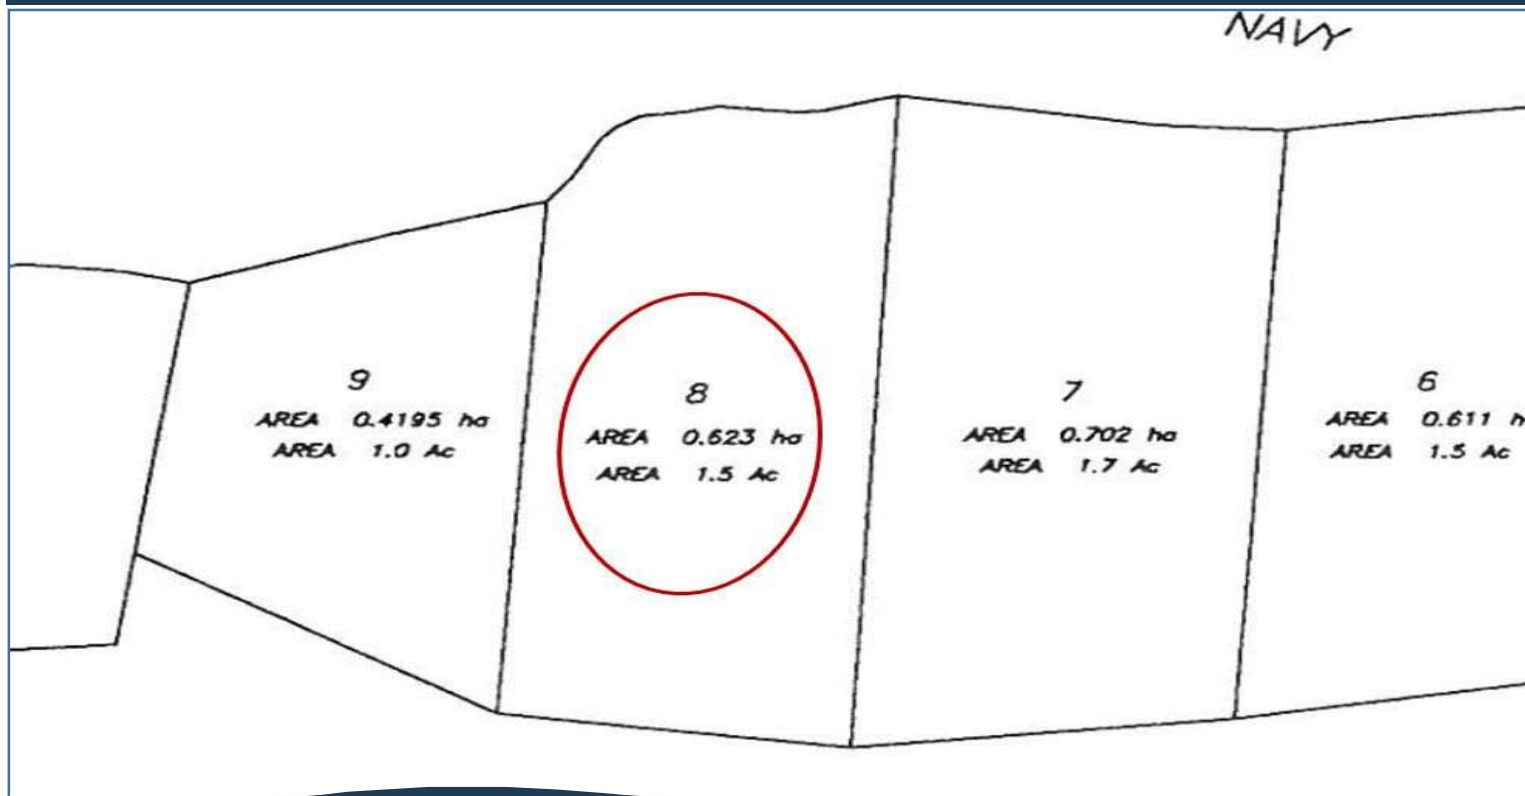 NAVY
9
AREA 0.4195 ha
AREA 1.0 Ac
8
AREA 0.623 ha
AREA 1.5 Ac
7
AREA 0.702 ha
AREA 1.7 Ac
6
AREA 0.611 h
AREA 1.5 Ac